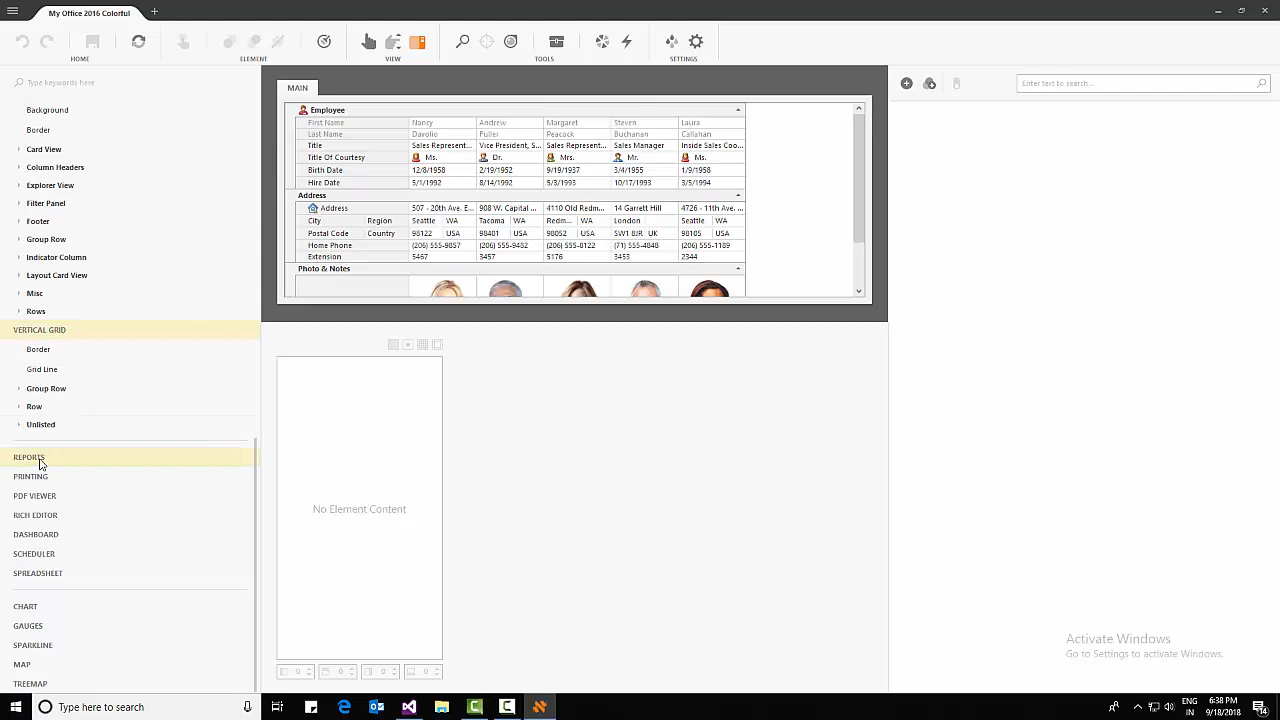 My Office 2016 Colorful
HOME
ELEMENT
VIEW
TOOLS
SETTINGS
Type keywords here
Background
Border
Card View
Column Headers
Explorer View
Filter Panel
Footer
Group Row
Indicator Column
Layout Card View
Misc
Rows
VERTICAL GRID
Border
Grid Line
Group Row
Row
Unlisted
REPORTS
PRINTING
PDF VIEWER
RICH EDITOR
DASHBOARD
SCHEDULER
SPREADSHEET
CHART
GAUGES
SPARKLINE
MAP
TREEMAP
MAIN
Employee
First Name Nancy Andrew Margaret Steven Laura
Last Name Davolio Fuller Peacock Buchanan Callahan
Title Sales Represent... Vice President, S... Sales Represent... Sales Manager Inside Sales Coo...
Title Of Courtesy Ms. Dr. Mrs. Mr. Ms.
Birth Date 12/8/1958 2/19/1952 9/19/1937 3/4/1955 1/9/1958
Hire Date 5/1/1992 8/14/1992 5/3/1993 10/17/1993 3/5/1994
Address
Address 507 - 20th Ave. E... 908 W. Capital ... 4110 Old Redm... 14 Garrett Hill 4726 - 11th Ave. ...
City Region Seattle WA Tacoma WA Redm... WA London Seattle WA
Postal Code Country 98122 USA 98401 USA 98052 USA SW1 8JR UK 98105 USA
Home Phone (206) 555-9857 (206) 555-9482 (206) 555-8122 (71) 555-4848 (206) 555-1189
Extension 5467 3457 5176 3453 2344
Photo & Notes
No Element Content
0 0 0 0
Enter text to search...
Activate Windows
Go to Settings to activate Windows.
Type here to search
ENG
IN
6:38 PM
9/18/2018